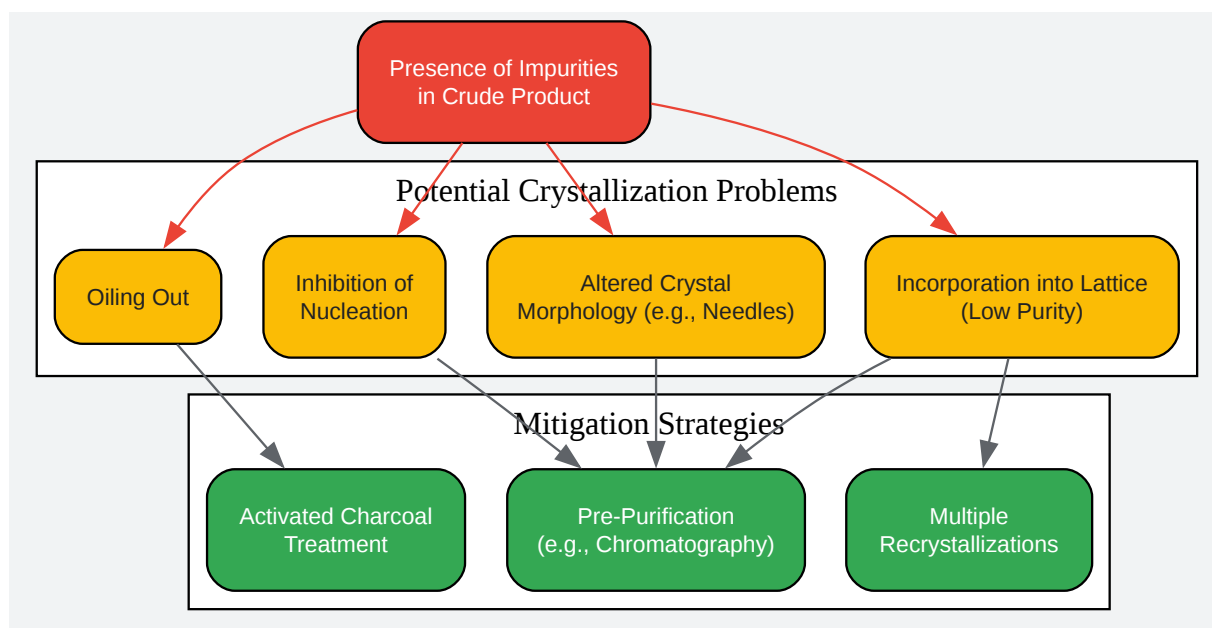 Presence of Impurities
in Crude Product
Potential Crystallization Problems
Oiling Out
Inhibition of
Nucleation
Altered Crystal
Morphology (e.g., Needles)
Incorporation into Lattice
(Low Purity)
Mitigation Strategies
Activated Charcoal
Treatment
Pre-Purification
(e.g., Chromatography)
Multiple
Recrystallizations